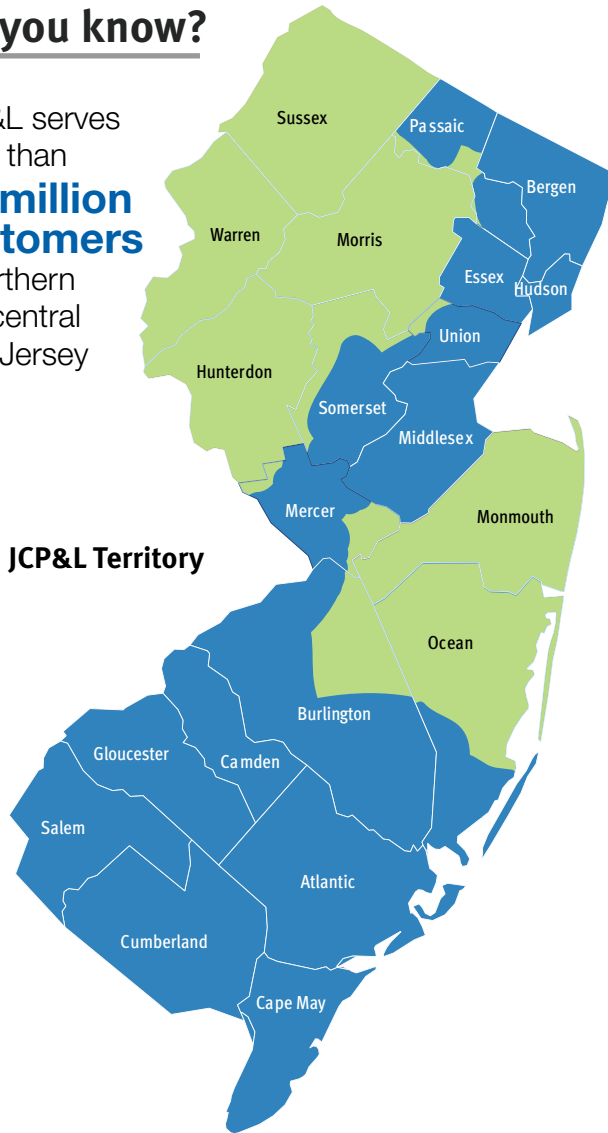 you know?
&L serves
than
million
tomers
rthern
central
Jersey
Sussex
Passaic
Bergen
Warren
Morris
Essex
Hudson
Union
Hunterdon
Somerset
Middlesex
Mercer
Monmouth
JCP&L Territory
Ocean
Burlington
Gloucester
Camden
Salem
Atlantic
Cumberland
Cape May